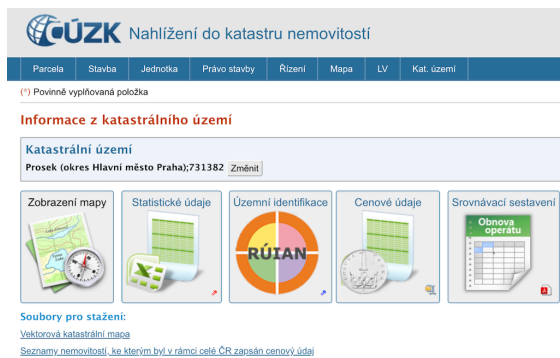 ČÚZK Nahlížení do katastru nemovitostí
Parcela Stavba Jednotka Právo stavby Řízení Mapa LV Kat. území
(*) Povinně vyplňovaná položka
Informace z katastrálního území
Katastrální území
Prosek (okres Hlavní město Praha);731382 Změnit
Zobrazení mapy Statistické údaje Územní identifikace Cenové údaje Srovnávací sestavení
Obnova
operátu
RÚIAN
Soubory pro stažení:
Vektorová katastrální mapa
Seznamy nemovitostí, ke kterým byl v rámci celé ČR zapsán cenový údaj